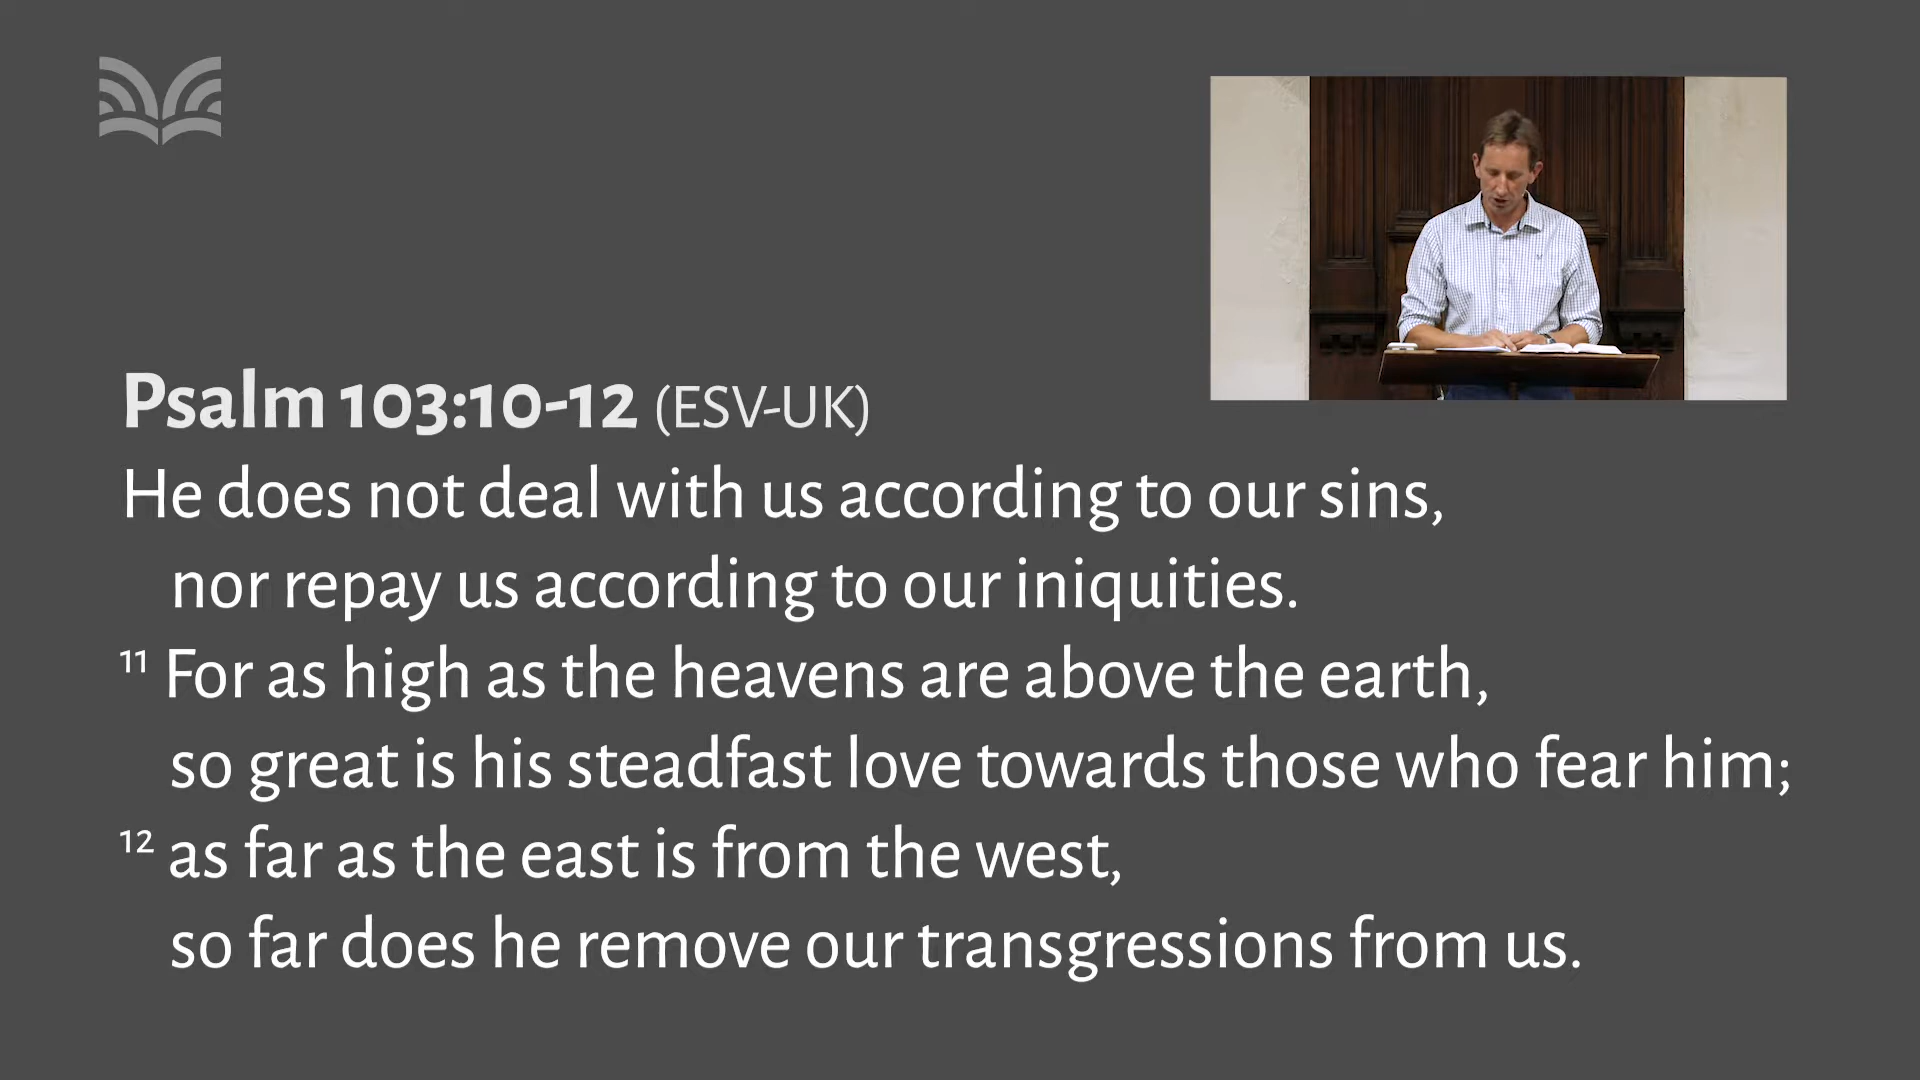 Psalm 103:10-12 (ESV-UK)
He does not deal with us according to our sins,
nor repay us according to our iniquities.
11 For as high as the heavens are above the earth,
so great is his steadfast love towards those who fear him;
12 as far as the east is from the west,
so far does he remove our transgressions from us.